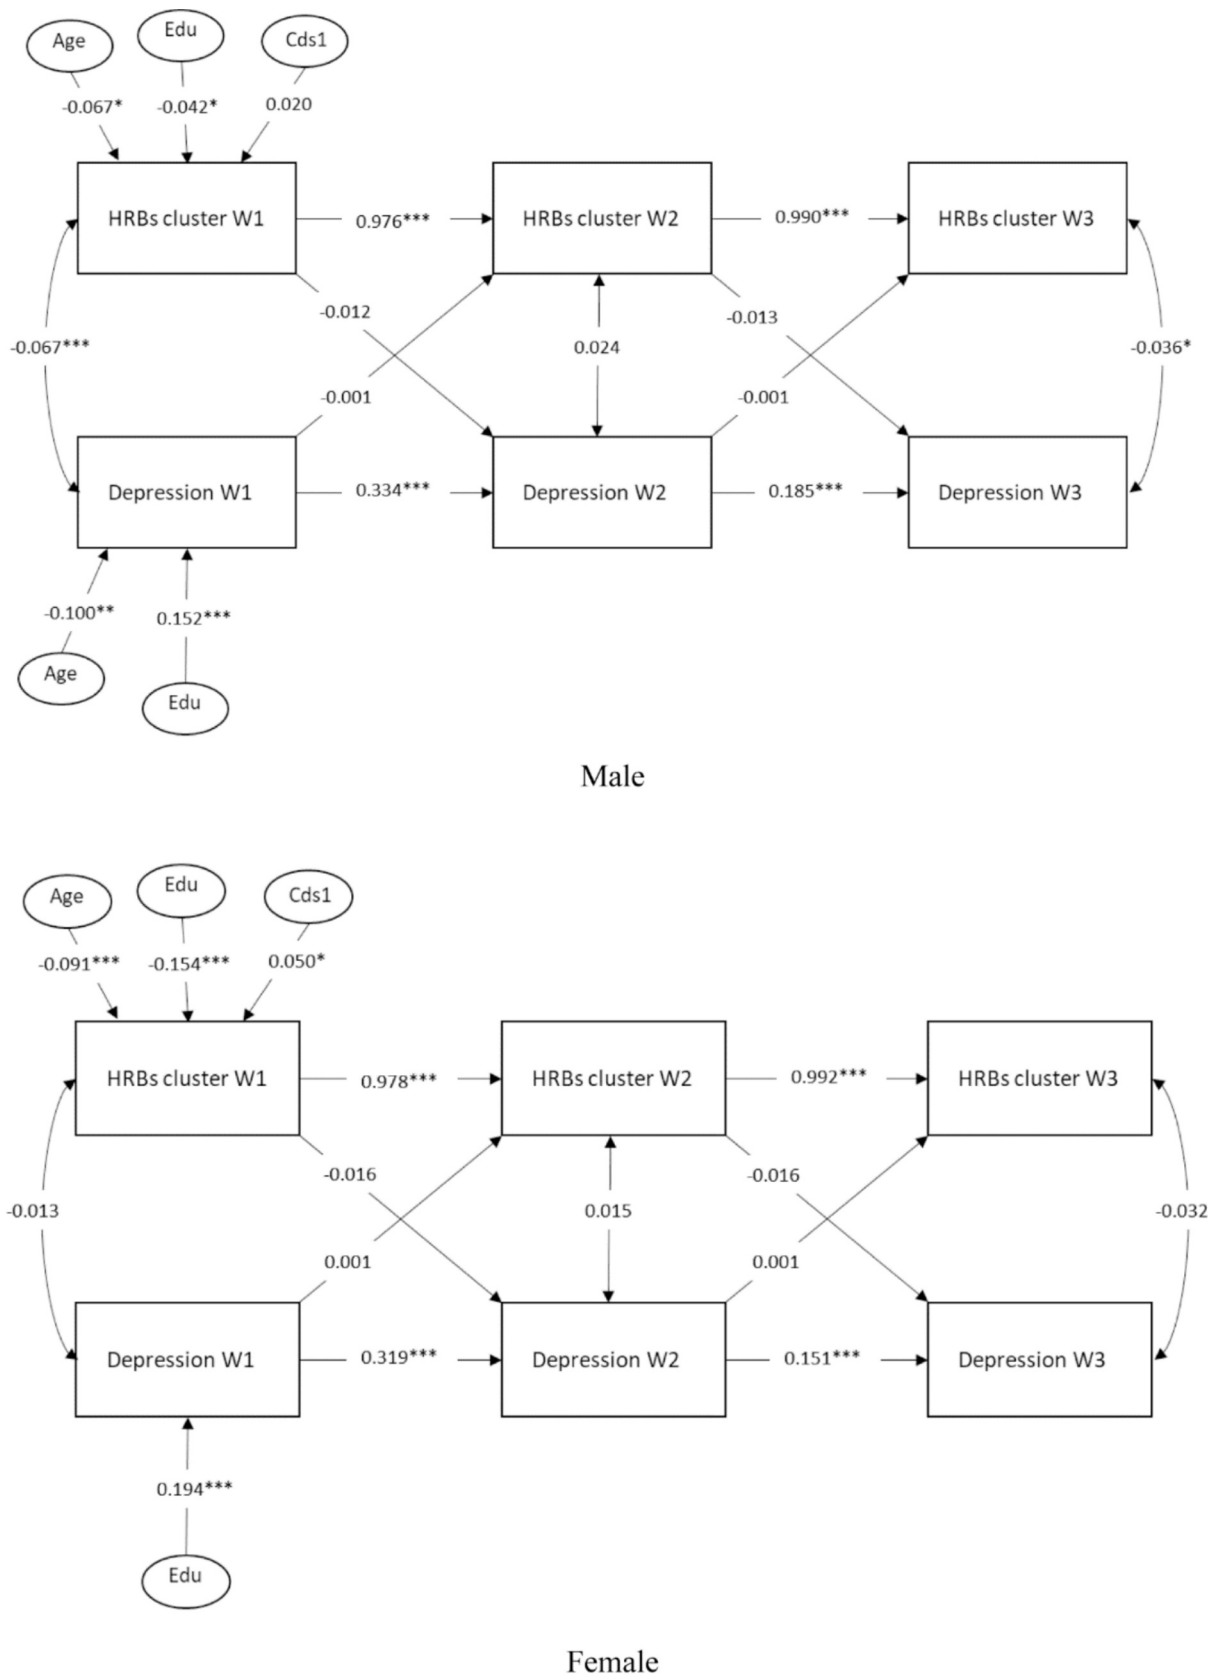 Age
Edu
Cds1
-0.067*
-0.042*
0.020
HRBs cluster W1
0.976***
HRBs cluster W2
0.990***
HRBs cluster W3
-0.012
-0.013
-0.067***
0.024
-0.036*
-0.001
-0.001
Depression W1
0.334***
Depression W2
0.185***
Depression W3
-0.100**
0.152***
Age
Edu
Male
Age
Edu
Cds1
-0.091***
-0.154***
0.050*
HRBs cluster W1
0.978***
HRBs cluster W2
0.992***
HRBs cluster W3
-0.016
-0.016
-0.013
0.015
-0.032
0.001
0.001
Depression W1
0.319***
Depression W2
0.151***
Depression W3
0.194***
Edu
Female